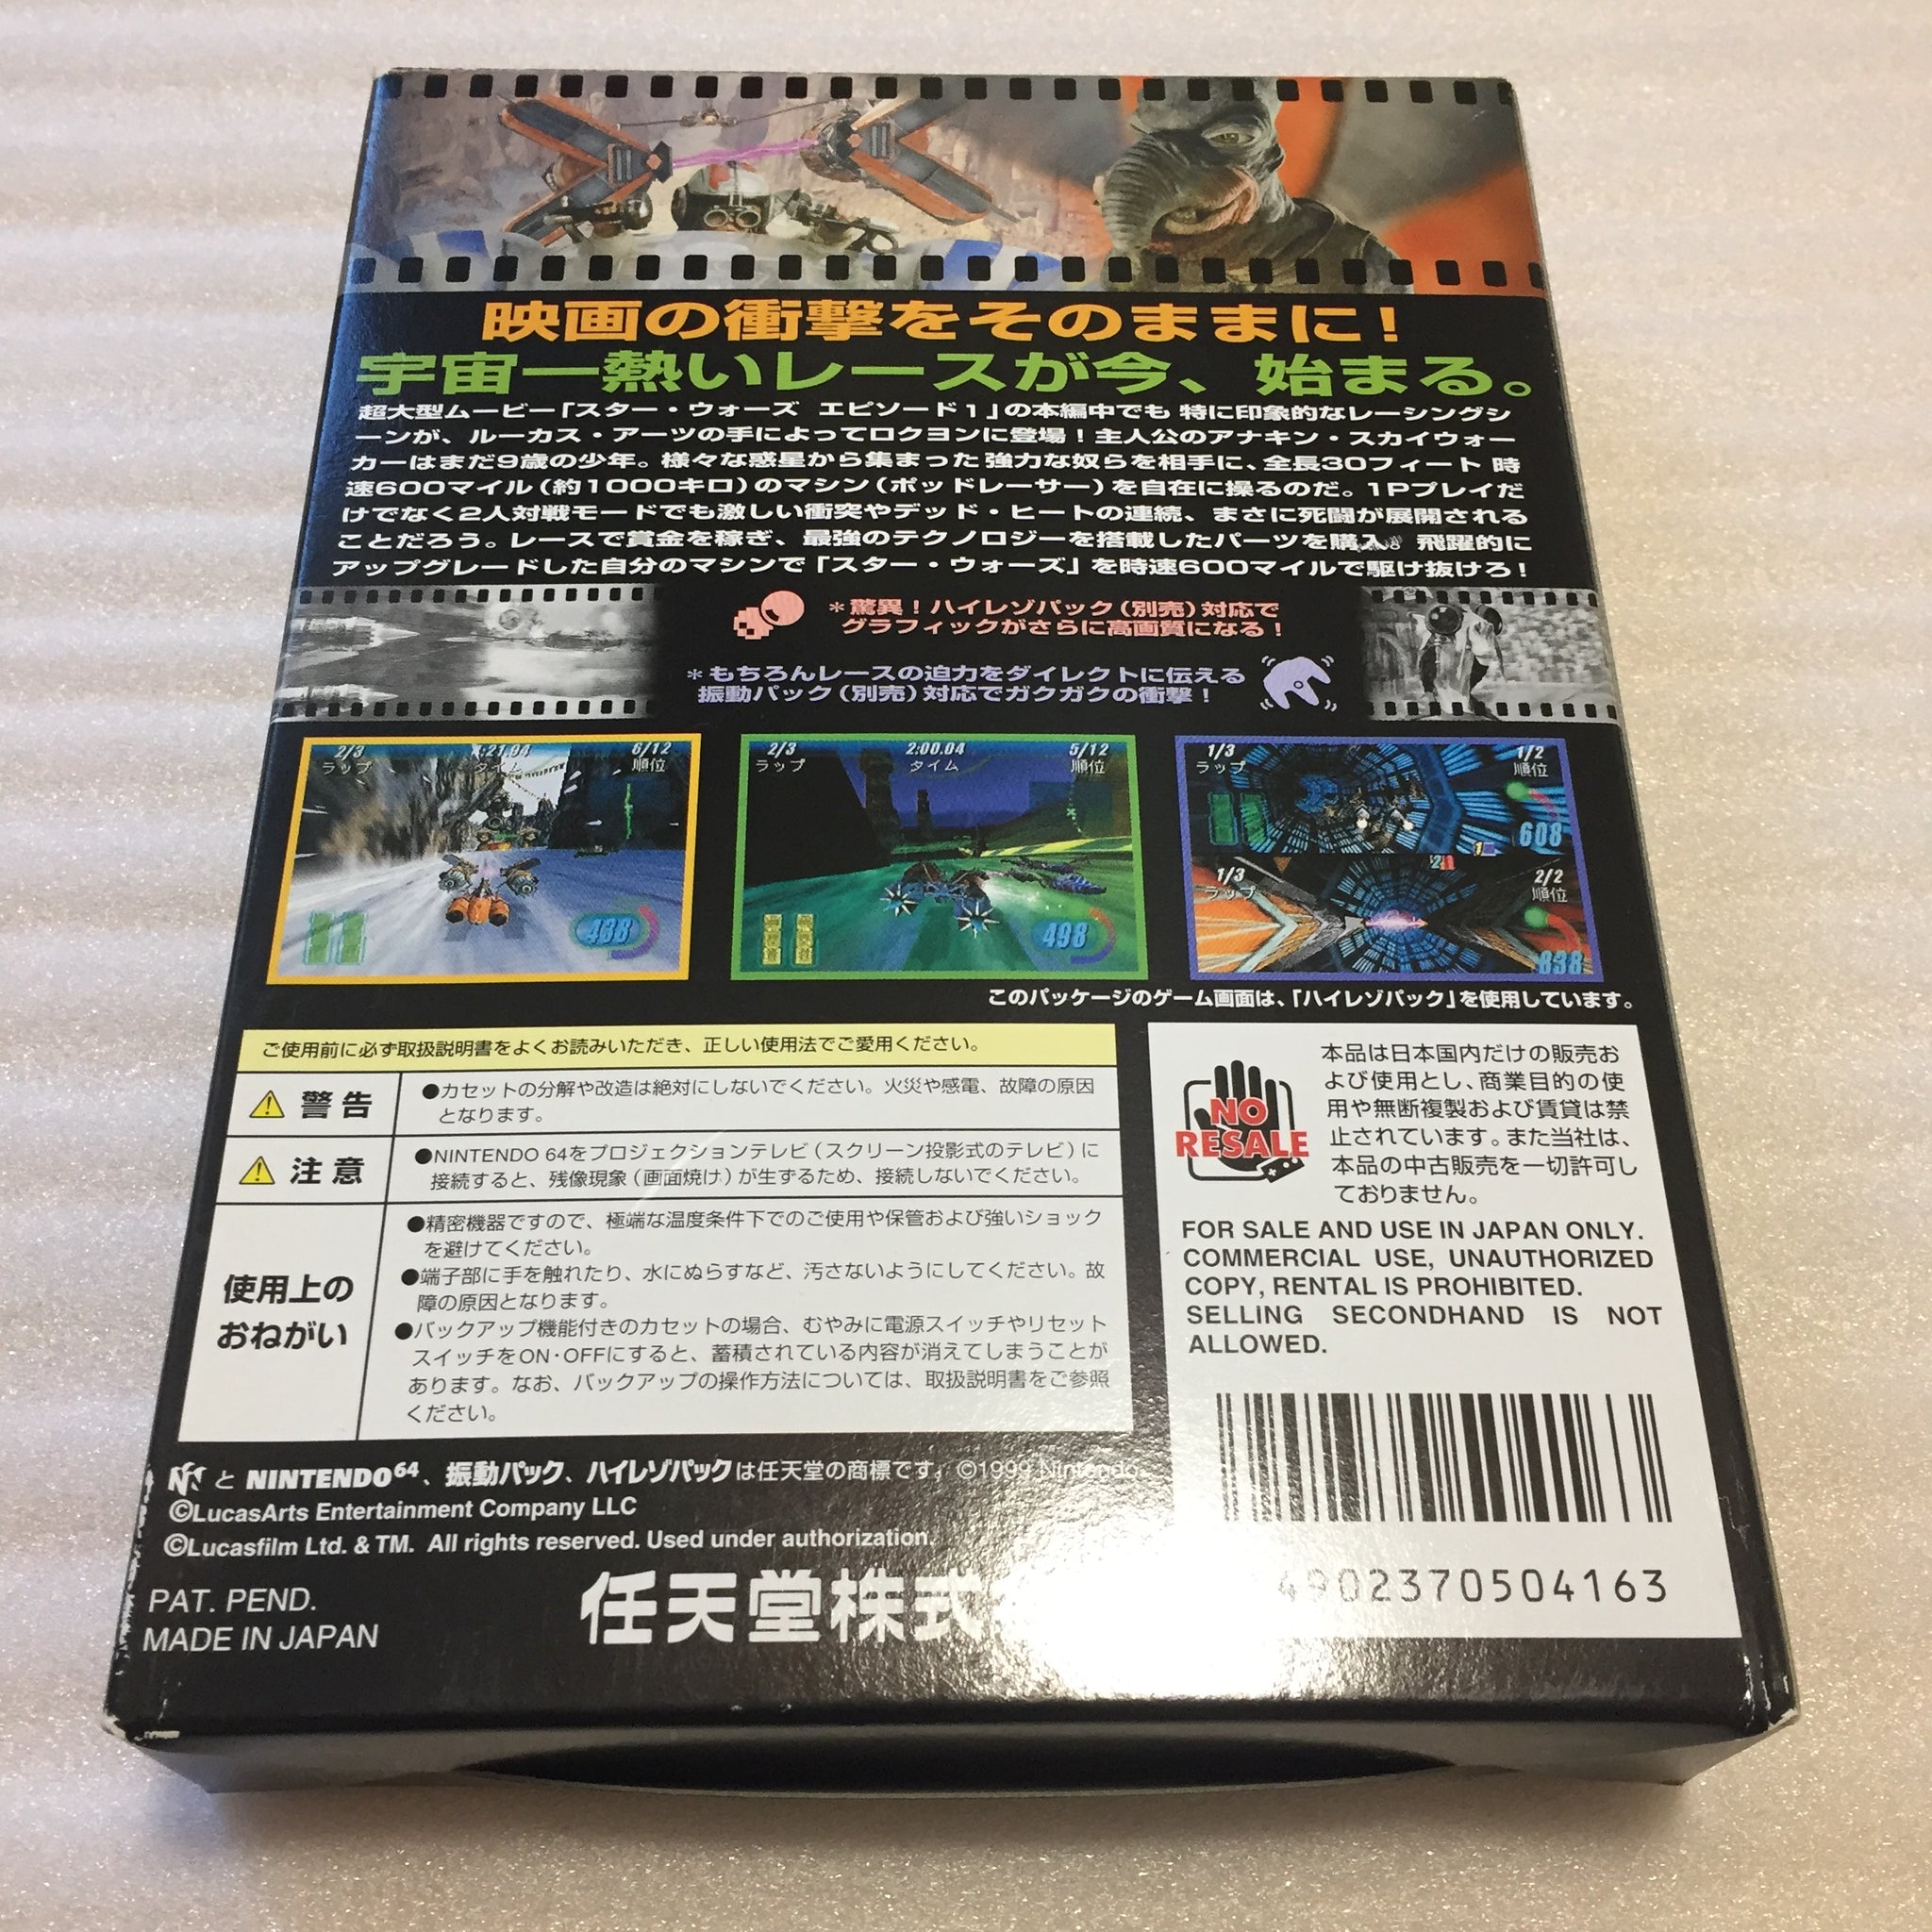 映画の衝撃をそのままに！
宇宙一熱いレースが今、始まる。
超大型ムービー「スター・ウォーズ エピソード1」の本編中でも 特に印象的なレーシングシ
ーンが、ルーカス・アーツの手によってロクヨンに登場！主人公のアナキン・スカイウォー
カーはまだ9歳の少年。様々な惑星から集まった 強力な奴らを相手に、全長30フィート 時
速600マイル（約1000キロ）のマシン（ポッドレーサー）を自在に操るのだ。1Pプレイだ
けでなく2人対戦モードでも激しい衝突やデッド・ヒートの連続、まさに死闘が展開される
ことだろう。レースで賞金を稼ぎ、最強のテクノロジーを搭載したパーツを購入。飛躍的に
アップグレードした自分のマシンで「スター・ウォーズ」を時速600マイルで駆け抜けろ！
＊驚異！ハイレゾパック（別売）対応で
グラフィックがさらに高画質になる！
＊もちろんレースの迫力をダイレクトに伝える
振動パック（別売）対応でガクガクの衝撃！
2/3 1:21.94 6/12
ラップ タイム 順位
438
2/3 2:00.04 5/12
ラップ タイム 順位
498
1/3 1/2
ラップ 順位
608
1/3 2/2
ラップ 順位
838
このパッケージのゲーム画面は、「ハイレゾパック」を使用しています。
ご使用前に必ず取扱説明書をよくお読みいただき、正しい使用法でご愛用ください。
警告
●カセットの分解や改造は絶対にしないでください。火災や感電、故障の原因
となります。
注意
●NINTENDO 64をプロジェクションテレビ（スクリーン投影式のテレビ）に
接続すると、残像現象（画面焼け）が生ずるため、接続しないでください。
使用上の
おねがい
●精密機器ですので、極端な温度条件下でのご使用や保管および強いショック
を避けてください。
●端子部に手を触れたり、水にぬらすなど、汚さないようにしてください。故
障の原因となります。
●バックアップ機能付きのカセットの場合、むやみに電源スイッチやリセット
スイッチをON・OFFにすると、蓄積されている内容が消えてしまうことが
あります。なお、バックアップの操作方法については、取扱説明書をご参照
ください。
NO
RESALE
本品は日本国内だけの販売お
よび使用とし、商業目的の使
用や無断複製および賃貸は禁
止されています。また当社は、
本品の中古販売を一切許可し
ておりません。
FOR SALE AND USE IN JAPAN ONLY.
COMMERCIAL USE, UNAUTHORIZED
COPY, RENTAL IS PROHIBITED.
SELLING SECONDHAND IS NOT
ALLOWED.
4902370504163
と NINTENDO64、振動パック、ハイレゾパックは任天堂の商標です。©1999 Nintendo
©LucasArts Entertainment Company LLC
©Lucasfilm Ltd. & TM. All rights reserved. Used under authorization.
PAT. PEND.
MADE IN JAPAN
任天堂株式